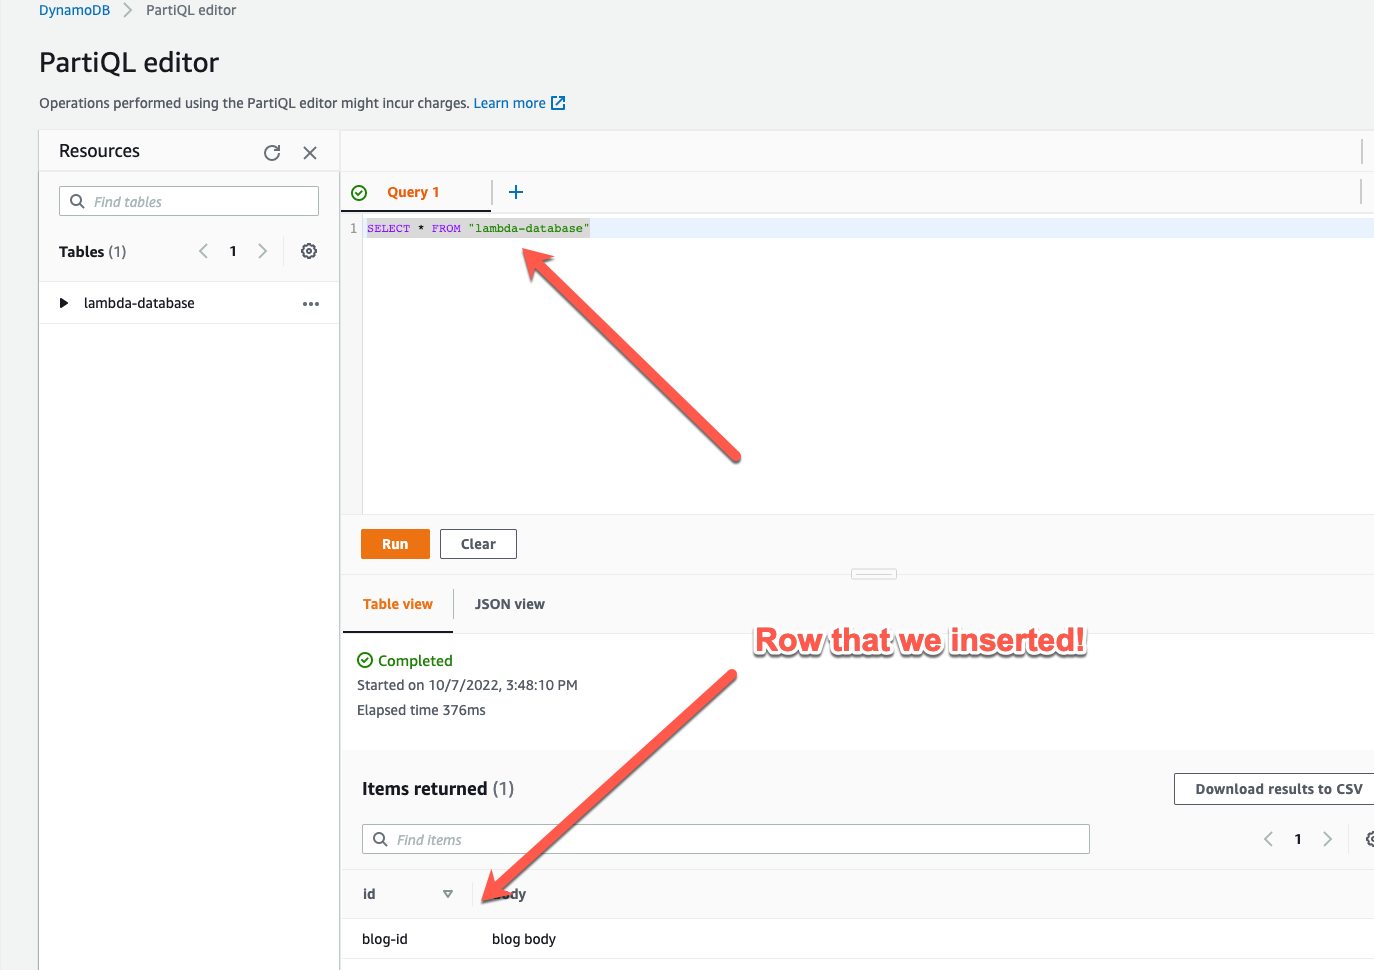 DynamoDB > PartiQL editor
PartiQL editor
Operations performed using the PartiQL editor might incur charges. Learn more
Resources
Find tables
Tables (1)
1
lambda-database
Query 1
1 SELECT * FROM "lambda-database"
Run
Clear
Table view
JSON view
Row that we inserted!
Completed
Started on 10/7/2022, 3:48:10 PM
Elapsed time 376ms
Items returned (1)
Download results to CSV
Find items
1
id
blog-id blog body